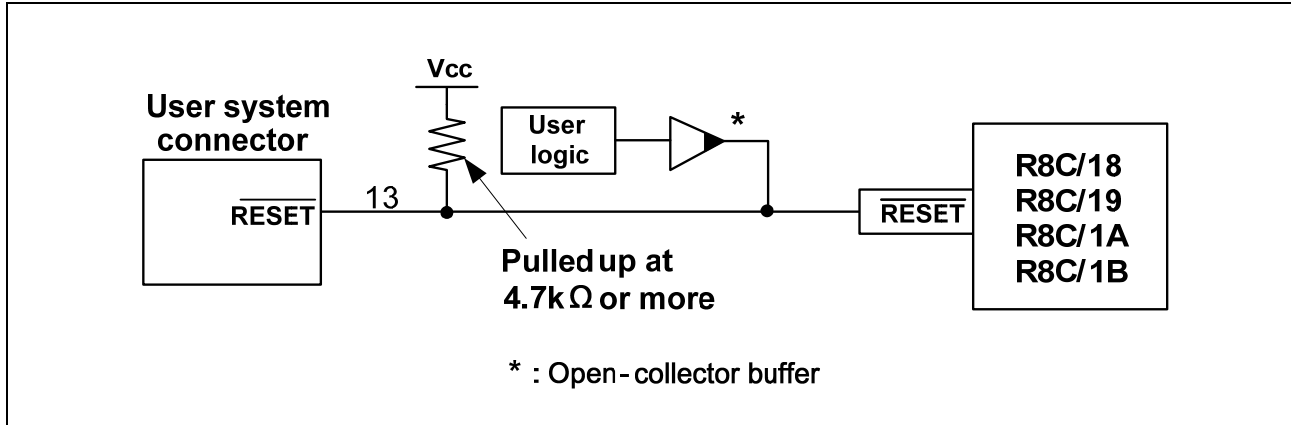 Vcc
User system
connector
User
logic
*
RESET
13
RESET
R8C/18
R8C/19
R8C/1A
R8C/1B
Pulled up at
4.7kΩ or more
* : Open-collector buffer